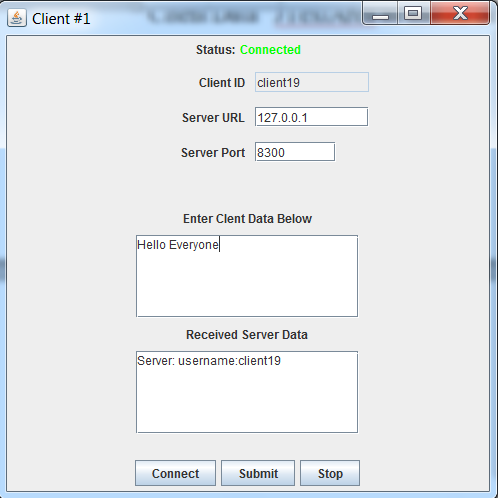 Client #1
Status: Connected
Client ID client19
Server URL 127.0.0.1
Server Port 8300
Enter Clent Data Below
Hello Everyone
Received Server Data
Server: username:client19
Connect Submit Stop